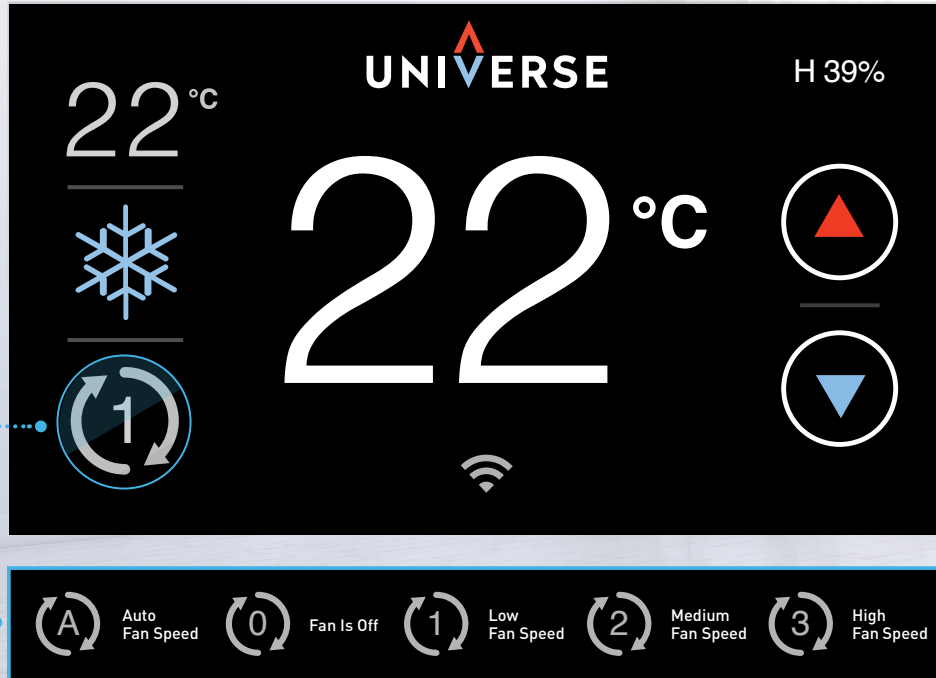 UNIVERSE
22°C
H 39%
22°C
1
A
Auto
Fan Speed
0
Fan Is Off
1
Low
Fan Speed
2
Medium
Fan Speed
3
High
Fan Speed